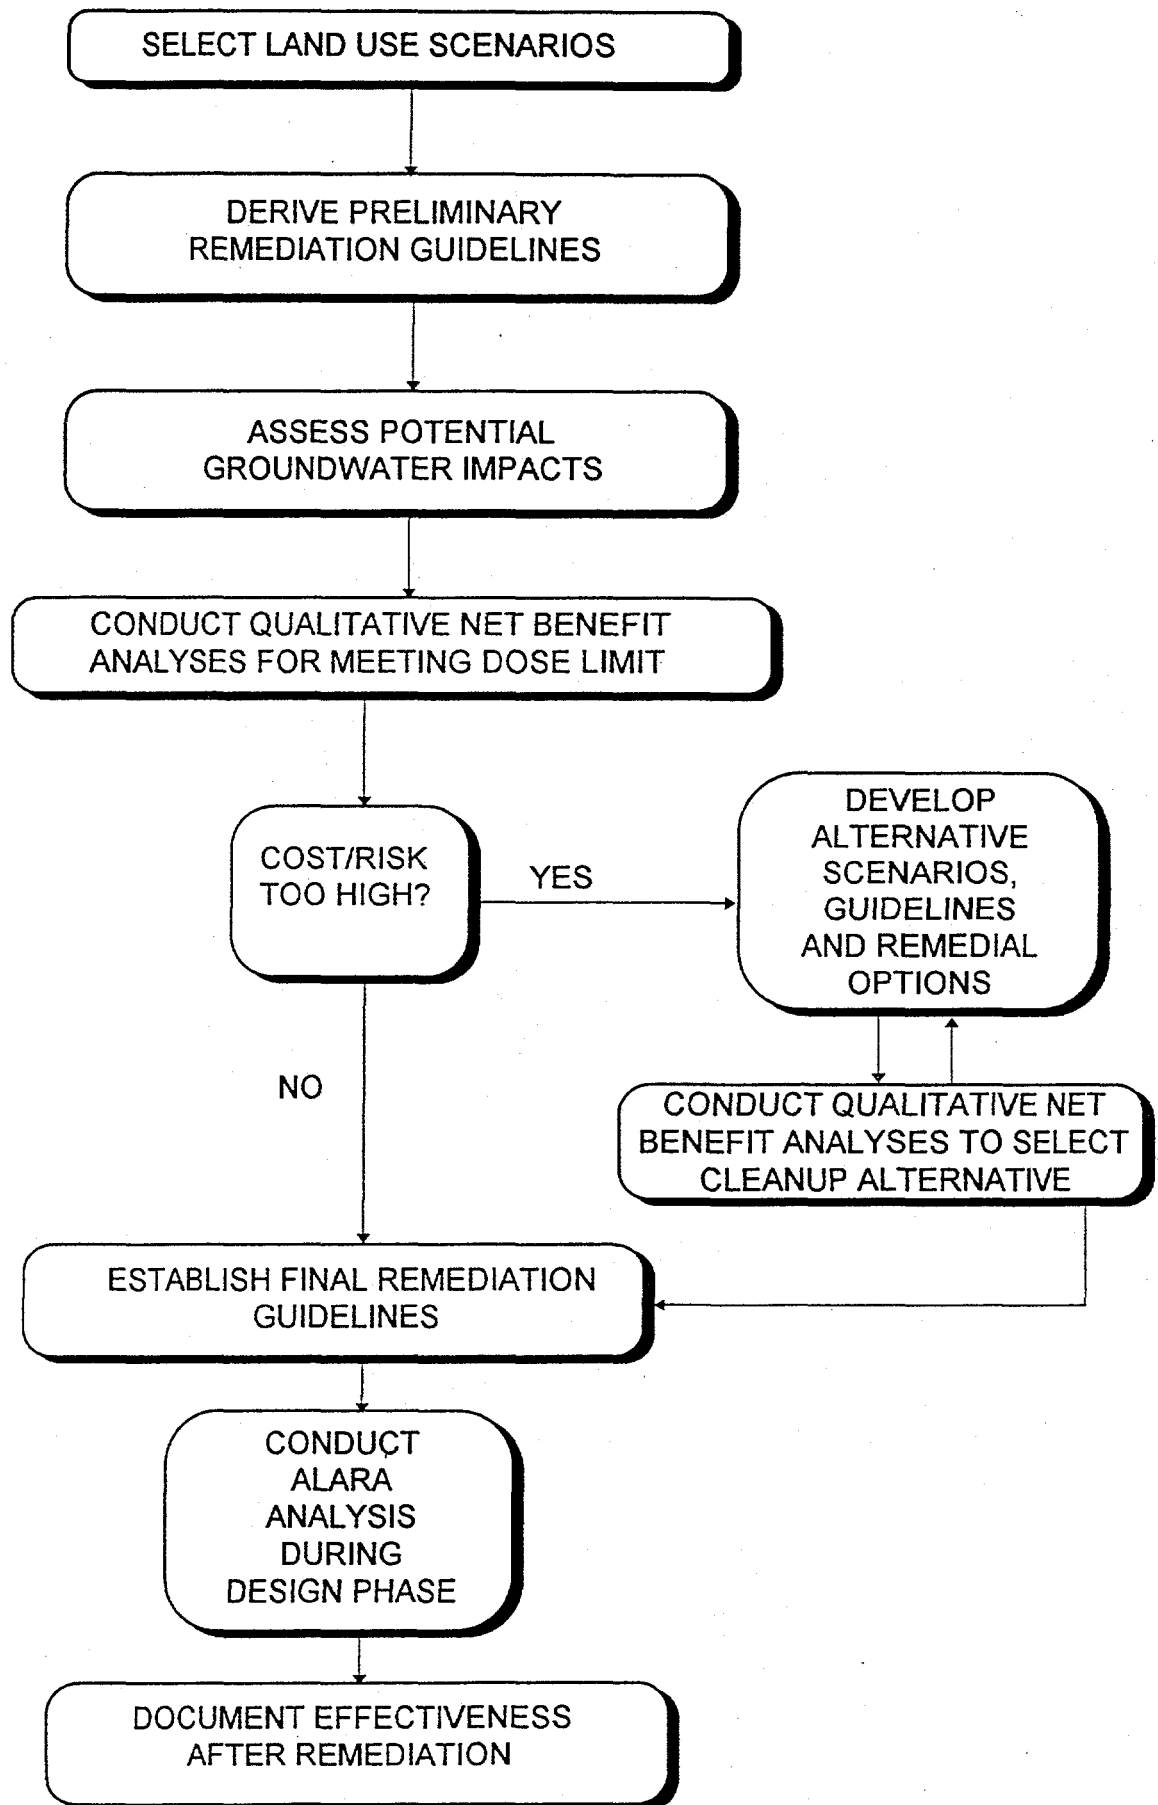 SELECT LAND USE SCENARIOS
DERIVE PRELIMINARY
REMEDIATION GUIDELINES
ASSESS POTENTIAL
GROUNDWATER IMPACTS
CONDUCT QUALITATIVE NET BENEFIT
ANALYSES FOR MEETING DOSE LIMIT
COST/RISK
TOO HIGH?
YES
DEVELOP
ALTERNATIVE
SCENARIOS,
GUIDELINES
AND REMEDIAL
OPTIONS
NO
CONDUCT QUALITATIVE NET
BENEFIT ANALYSES TO SELECT
CLEANUP ALTERNATIVE
ESTABLISH FINAL REMEDIATION
GUIDELINES
CONDUCT
ALARA
ANALYSIS
DURING
DESIGN PHASE
DOCUMENT EFFECTIVENESS
AFTER REMEDIATION